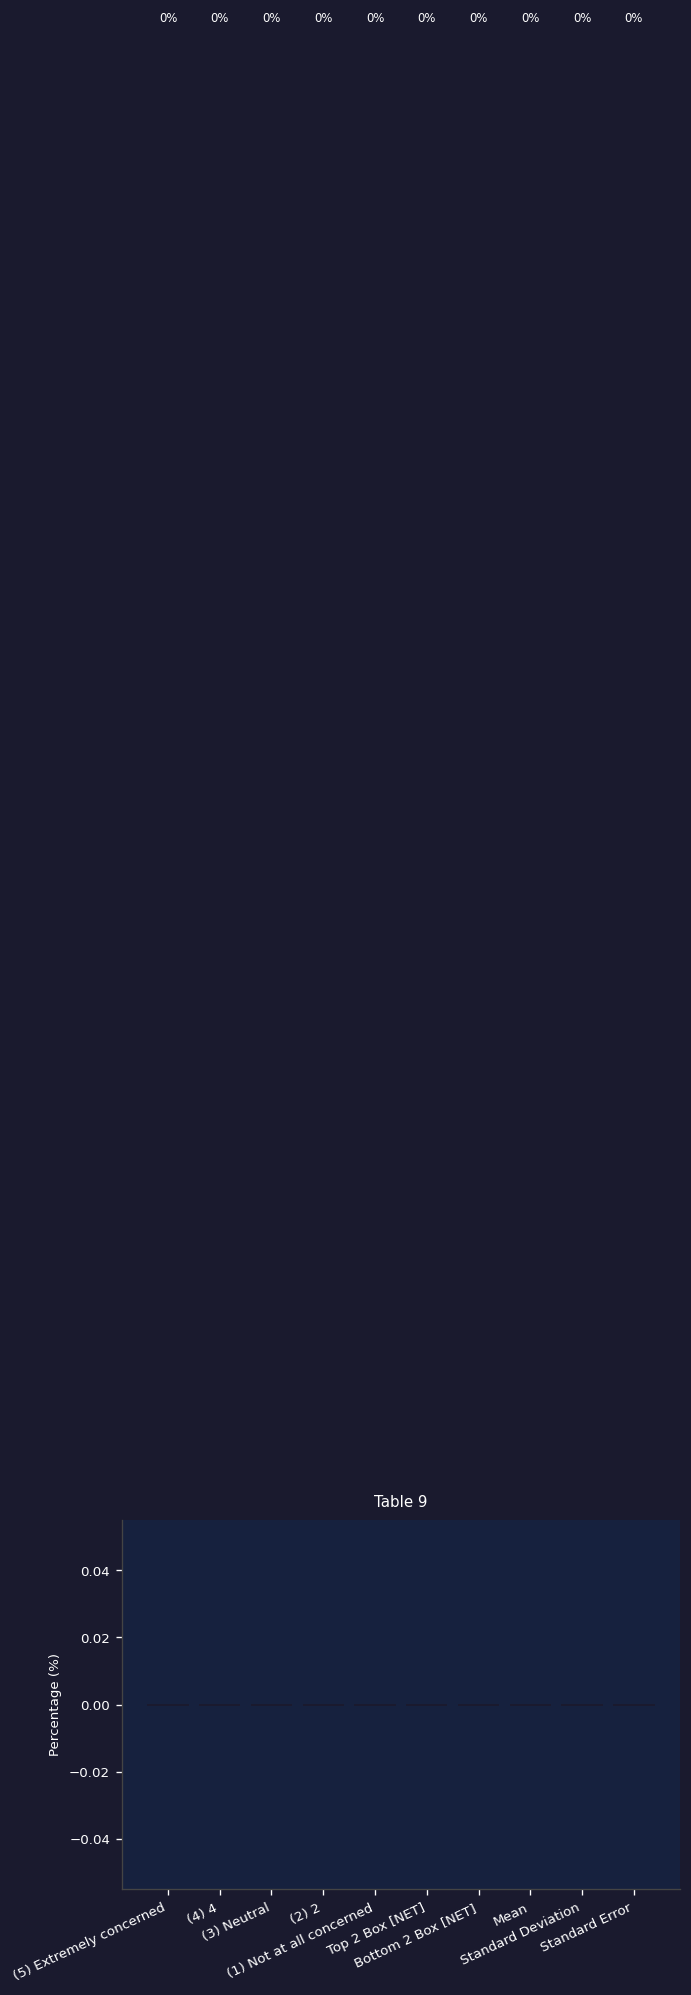 0% 0% 0% 0% 0% 0% 0% 0% 0% 0%
Table 9
Percentage (%)
0.04
0.02
0.00
−0.02
−0.04
(5) Extremely concerned
(4) 4
(3) Neutral
(2) 2
(1) Not at all concerned
Top 2 Box [NET]
Bottom 2 Box [NET]
Mean
Standard Deviation
Standard Error